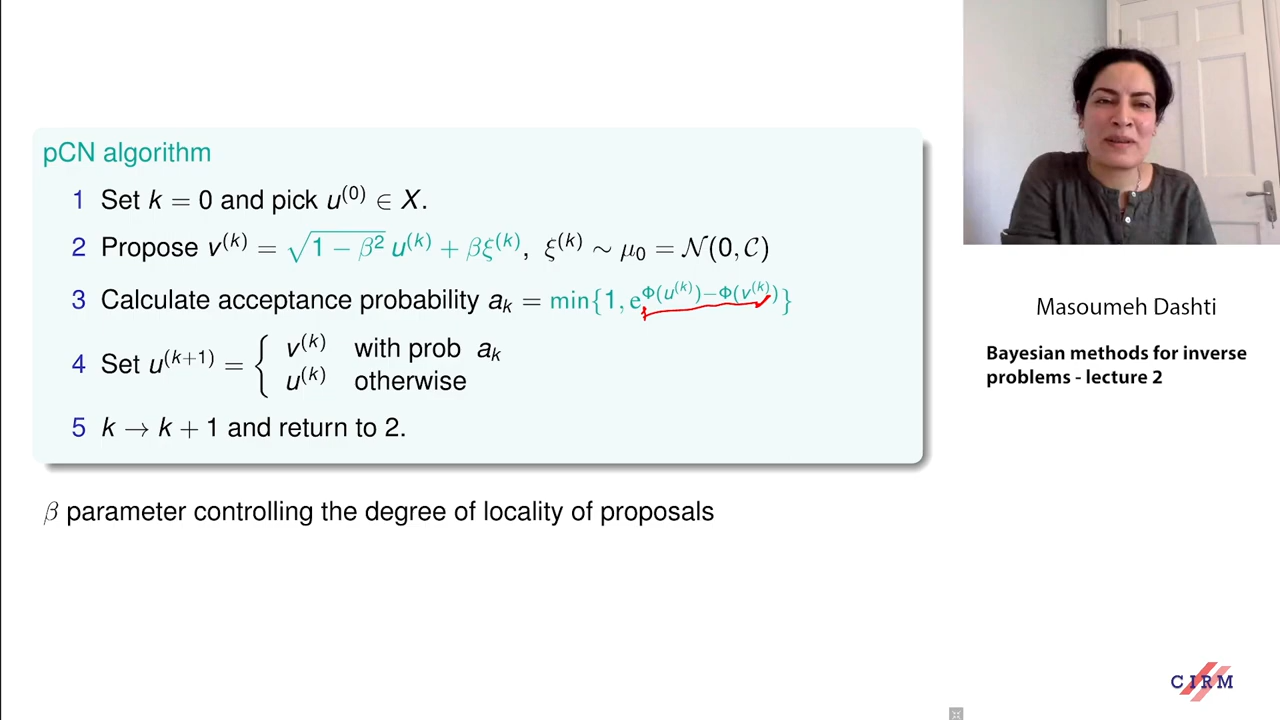 pCN algorithm
1 Set k = 0 and pick u^(0) ∈ X.
2 Propose v^(k) = √(1 − β²) u^(k) + βξ^(k), ξ^(k) ∼ μ₀ = 𝒩(0, 𝒞)
3 Calculate acceptance probability a_k = min{1, e^(Φ(u^(k))−Φ(v^(k)))}
4 Set u^(k+1) = { v^(k) with prob a_k
u^(k) otherwise
5 k → k + 1 and return to 2.
β parameter controlling the degree of locality of proposals
Masoumeh Dashti
Bayesian methods for inverse
problems - lecture 2
CIRM